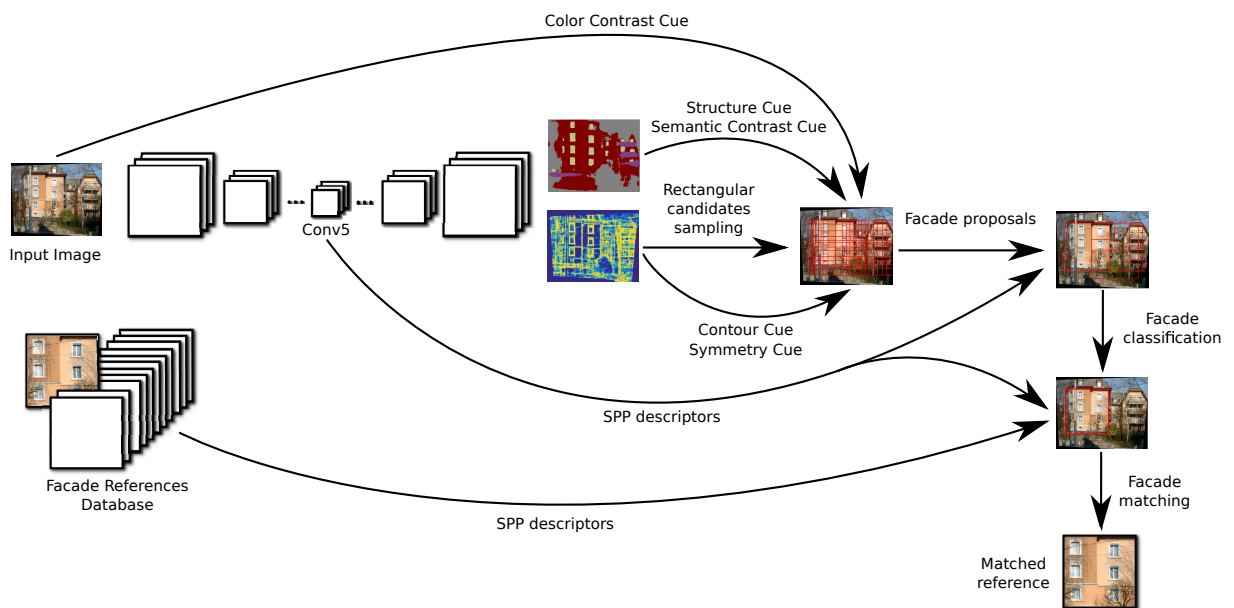 Color Contrast Cue
Structure Cue
Semantic Contrast Cue
Input Image
...
Conv5
...
Rectangular
candidates
sampling
Facade proposals
Contour Cue
Symmetry Cue
Facade
classification
SPP descriptors
Facade References
Database
SPP descriptors
Facade
matching
Matched
reference